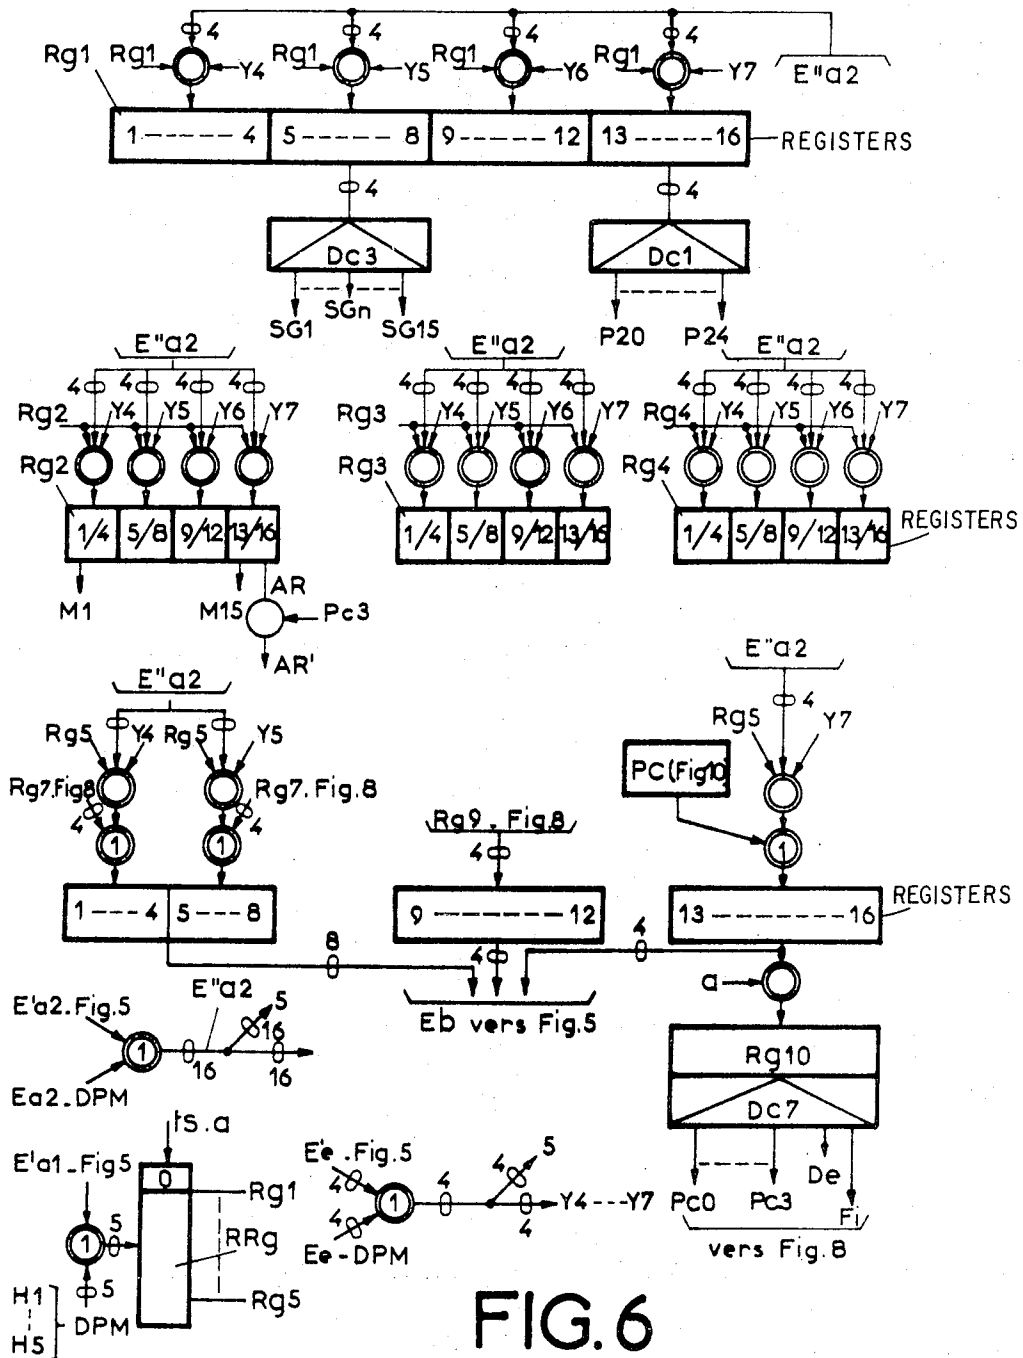 4 4 4 4
Rg1 Rg1 Y4 Rg1 Y5 Rg1 Y6 Rg1 Y7 E"a2
1 ----- 4 5 ----- 8 9 ----- 12 13 ----- 16 REGISTERS
4 4
Dc3 Dc1
SG1 SGn SG15 P20 P24
E"a2 E"a2 E"a2
4 4 4 4 4 4 4 4 4 4 4 4
Rg2 Y4 Y5 Y6 Y7 Rg3 Y4 Y5 Y6 Y7 Rg4 Y4 Y5 Y6 Y7
Rg2 Rg3 Rg4
1/4 5/8 9/12 13/16 1/4 5/8 9/12 13/16 1/4 5/8 9/12 13/16 REGISTERS
M1 M15 AR Pc3
AR'
E"a2 E"a2
4
Rg5 Y4 Rg5 Y5 Rg5 Y7
PC(Fig10)
Rg7.Fig8 Rg7.Fig.8
4 4
1 1 1
Rg9.Fig.8
4
1 --- 4 5 --- 8 9 ------- 12 13 ------- 16 REGISTERS
8 4 4
a
Eb vers Fig.5
E'a2.Fig.5 E"a2 5
1 16 16 16
Ea2-DPM
Rg10
Dc7
Pc0 ---- Pc3 De Fi
vers Fig.8
ts.a
E'a1-Fig5
0
Rg1
1 5 RRg
5
Rg5
H1
H5
DPM
E'e.Fig.5 5
4 4 4
1
4 4 Y4---Y7
Ee-DPM
FIG.6